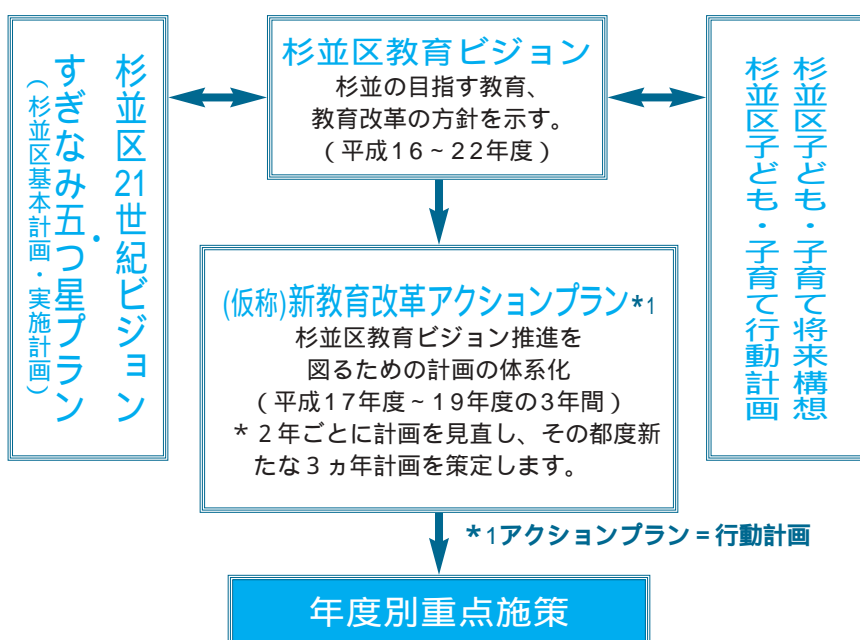 杉並区21世紀ビジョン
・
すぎなみ五つ星プラン
(杉並区基本計画・実施計画)
杉並区教育ビジョン
杉並の目指す教育、
教育改革の方針を示す。
(平成16~22年度)
杉並区子ども・子育て将来構想
杉並区子ども・子育て行動計画
(仮称)新教育改革アクションプラン*1
杉並区教育ビジョン推進を
図るための計画の体系化
(平成17年度~19年度の3年間)
*2年ごとに計画を見直し、その都度新
たな3ヵ年計画を策定します。
*1アクションプラン=行動計画
年度別重点施策